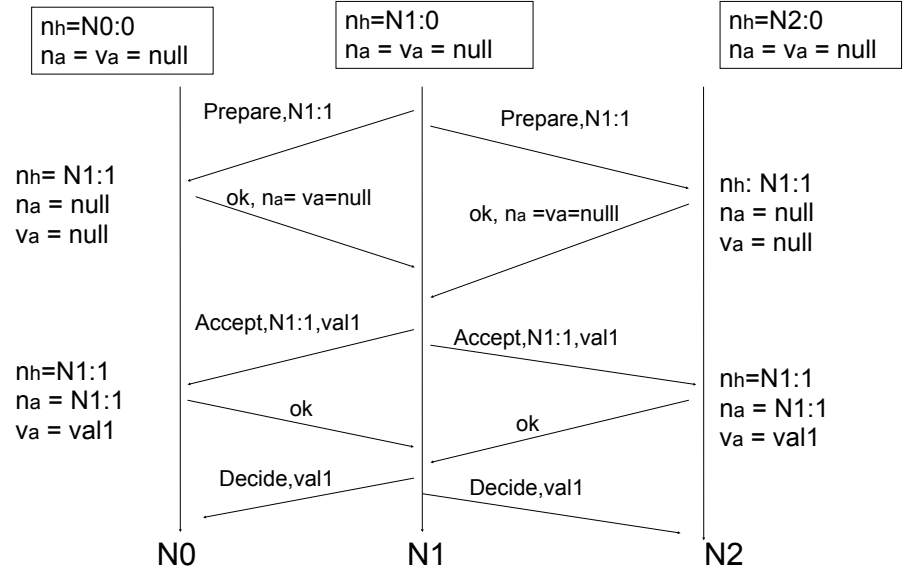 nh=N0:0
na = va = null
nh=N1:0
na = va = null
nh=N2:0
na = va = null
Prepare,N1:1
Prepare,N1:1
nh= N1:1
na = null
va = null
ok, na= va=null
ok, na =va=nulll
nh: N1:1
na = null
va = null
Accept,N1:1,val1
Accept,N1:1,val1
nh=N1:1
na = N1:1
va = val1
ok
ok
nh=N1:1
na = N1:1
va = val1
Decide,val1
Decide,val1
N0
N1
N2